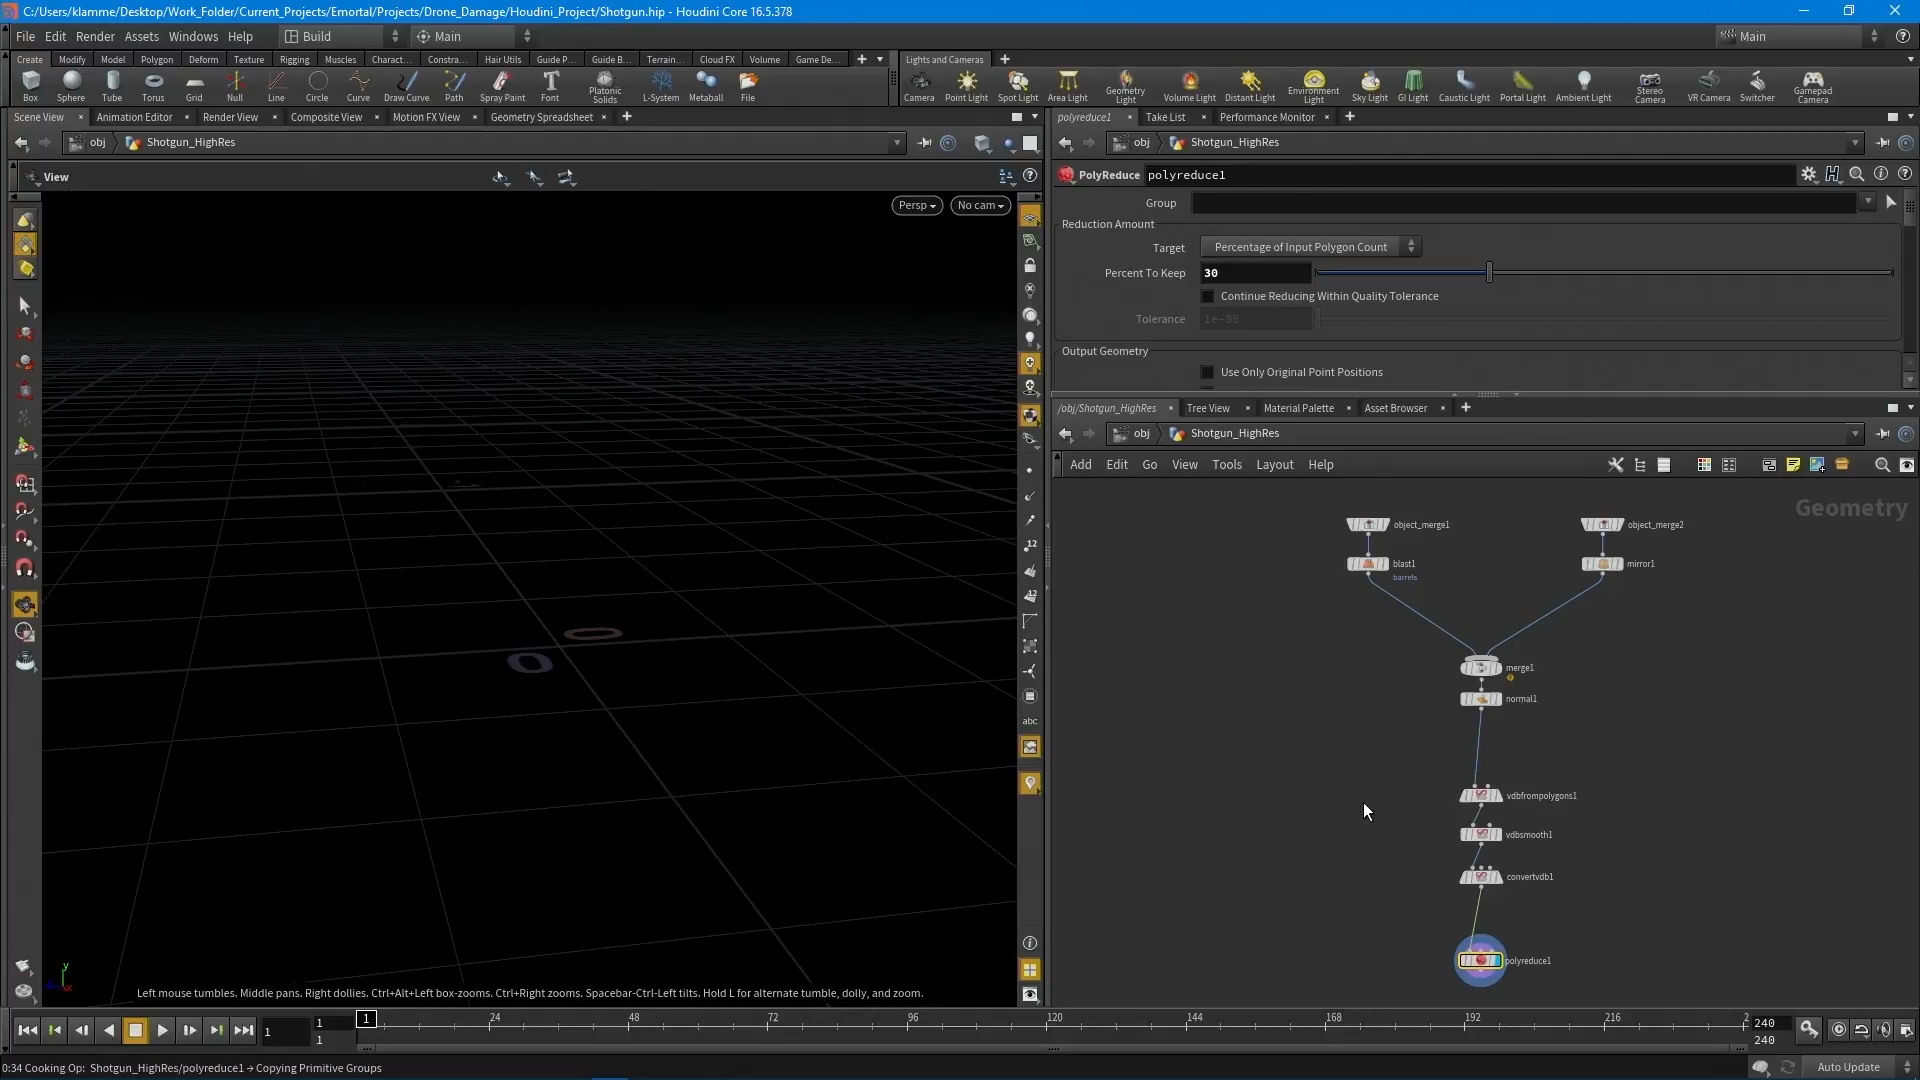 C:/Users/klamme/Desktop/Work_Folder/Current_Projects/Emortal/Projects/Drone_Damage/Houdini_Project/Shotgun.hip - Houdini Core 16.5.378
File Edit Render Assets Windows Help Build Main Main
Create Modify Model Polygon Deform Texture Rigging Muscles Charact... Constra... Hair Utils Guide P... Guide B... Terrain... Cloud FX Volume Game De... Lights and Cameras
Box Sphere Tube Torus Grid Null Line Circle Curve Draw Curve Path Spray Paint Font Platonic Solids L-System Metaball File
Camera Point Light Spot Light Area Light Geometry Light Volume Light Distant Light Environment Light Sky Light GI Light Caustic Light Portal Light Ambient Light Stereo Camera VR Camera Switcher Gamepad Camera
Scene View Animation Editor Render View Composite View Motion FX View Geometry Spreadsheet
polyreduce1 Take List Performance Monitor
obj Shotgun_HighRes
obj Shotgun_HighRes
View
Persp No cam
PolyReduce polyreduce1
Group
Reduction Amount
Target Percentage of Input Polygon Count
Percent To Keep 30
Continue Reducing Within Quality Tolerance
Tolerance 1e-05
Output Geometry
Use Only Original Point Positions
/obj/Shotgun_HighRes Tree View Material Palette Asset Browser
obj Shotgun_HighRes
Add Edit Go View Tools Layout Help
Geometry
object_merge1 object_merge2
blast1 mirror1
barrels
merge1
normal1
vdbfrompolygons1
vdbsmooth1
convertvdb1
polyreduce1
12
12
abc
0
0
y
x
Left mouse tumbles. Middle pans. Right dollies. Ctrl+Alt+Left box-zooms. Ctrl+Right zooms. Spacebar-Ctrl-Left tilts. Hold L for alternate tumble, dolly, and zoom.
1 1 1 24 48 72 96 120 144 168 192 216 2 240
1 240
0:34 Cooking Op: Shotgun_HighRes/polyreduce1 → Copying Primitive Groups
Auto Update